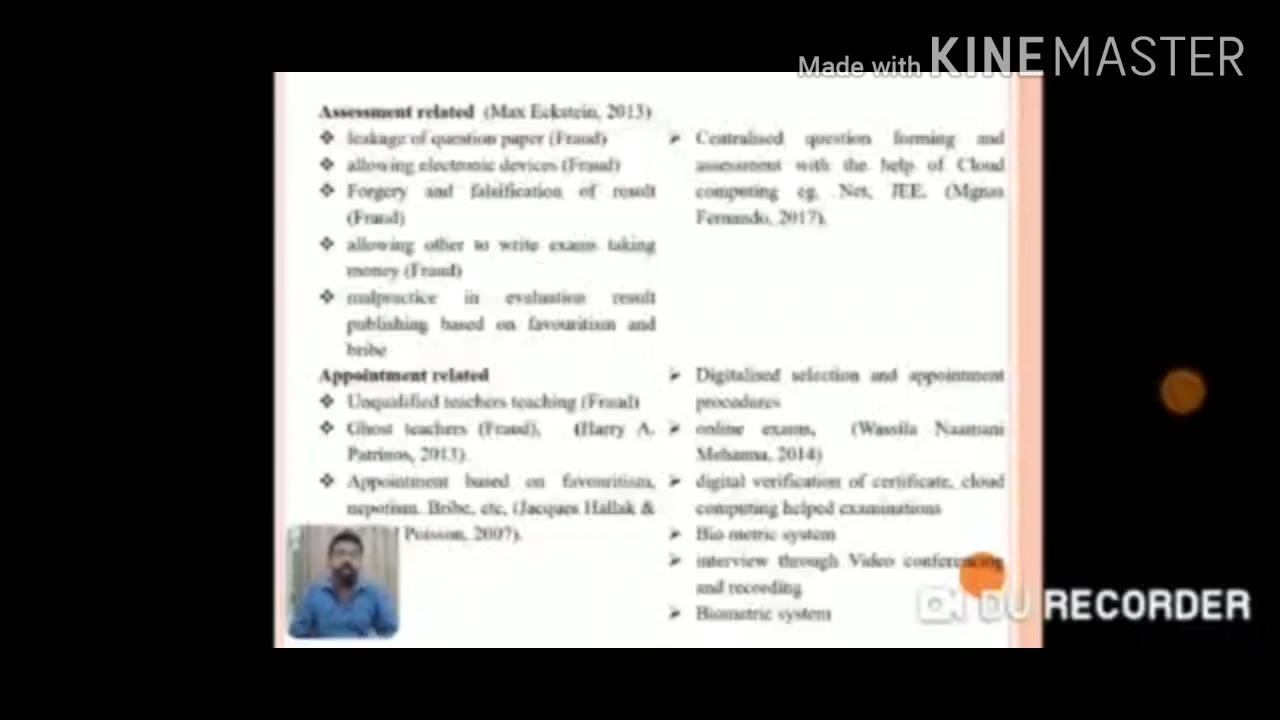 Made with KINEMASTER
Assessment related (Max Eckstein, 2013)
❖ leakage of question paper (Fraud)
❖ allowing electronic devices (Fraud)
❖ Forgery and falsification of result
(Fraud)
❖ allowing other to write exams taking
money (Fraud)
❖ malpractice in evaluation result
publishing based on favouritism and
bribe
➢ Centralised question forming and
assessment with the help of Cloud
computing eg. Net, JEE. (Mgnas
Fernando, 2017).
Appointment related
❖ Unqualified teachers teaching (Fraud)
❖ Ghost teachers (Fraud), (Harry A.
Patrinos, 2013).
❖ Appointment based on favouritism,
nepotism. Bribe, etc, (Jacques Hallak &
Poisson, 2007).
➢ Digitalised selection and appointment
procedures
➢ online exams, (Wassila Naamani
Mehanna, 2014)
➢ digital verification of certificate, cloud
computing helped examinations
➢ Bio metric system
➢ interview through Video conferencing
and recording
➢ Biometric system
DU RECORDER